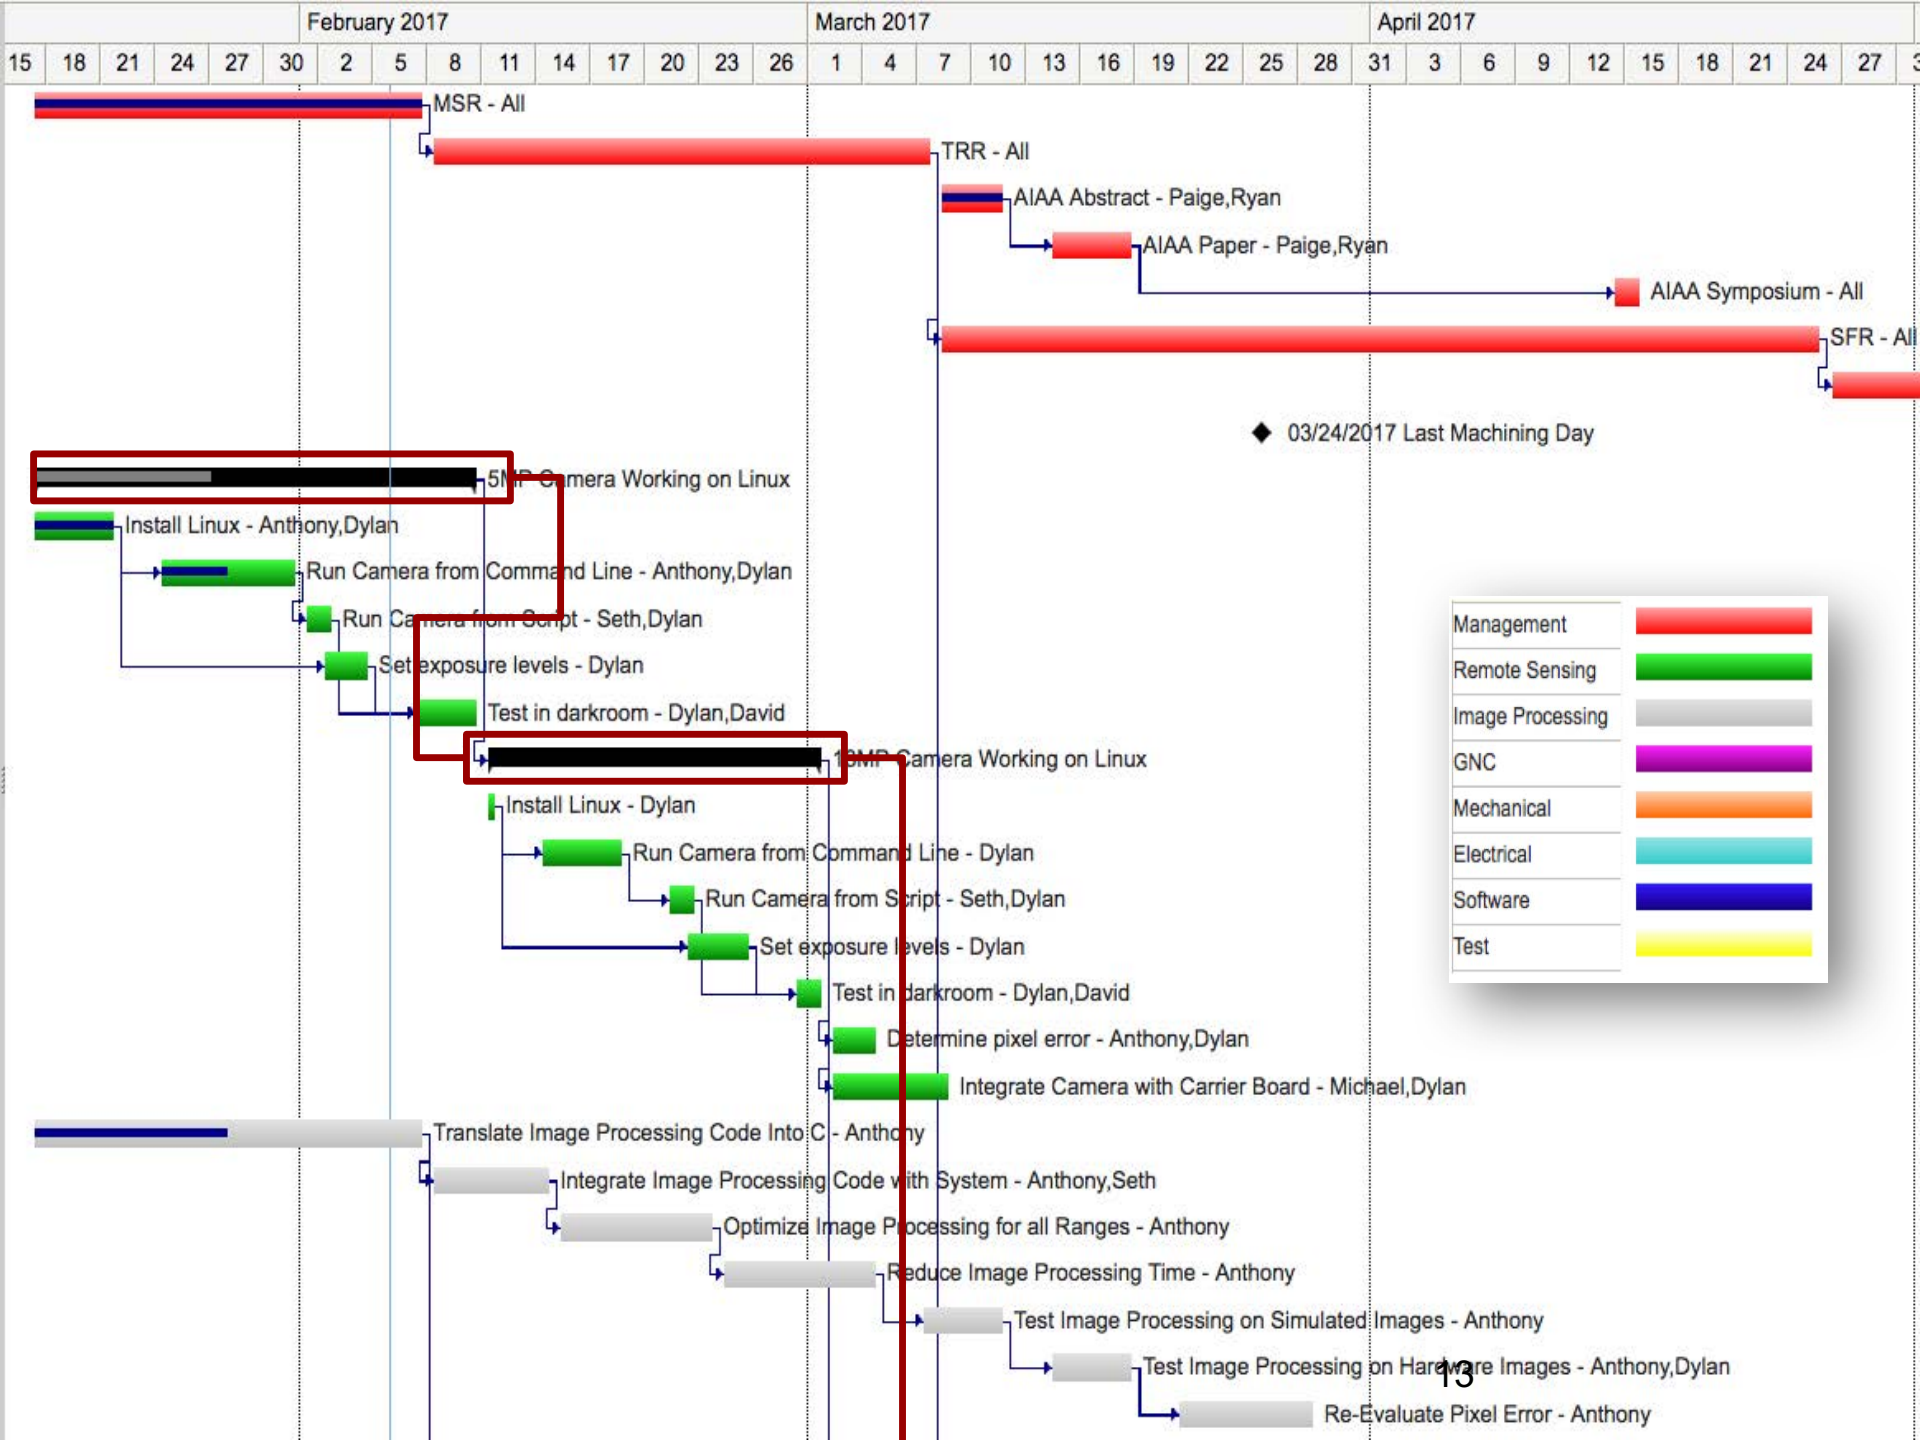 February 2017 March 2017 April 2017
15 18 21 24 27 30 2 5 8 11 14 17 20 23 26 1 4 7 10 13 16 19 22 25 28 31 3 6 9 12 15 18 21 24 27
MSR - All
TRR - All
AIAA Abstract - Paige,Ryan
AIAA Paper - Paige,Ryan
AIAA Symposium - All
SFR - All
03/24/2017 Last Machining Day
5MP Camera Working on Linux
Install Linux - Anthony,Dylan
Run Camera from Command Line - Anthony,Dylan
Run Camera from Script - Seth,Dylan
Set exposure levels - Dylan
Test in darkroom - Dylan,David
Camera Working on Linux
Install Linux - Dylan
Run Camera from Command Line - Dylan
Run Camera from Script - Seth,Dylan
Set exposure levels - Dylan
Test in darkroom - Dylan,David
Determine pixel error - Anthony,Dylan
Integrate Camera with Carrier Board - Michael,Dylan
Translate Image Processing Code Into C - Anthony
Integrate Image Processing Code with System - Anthony,Seth
Optimize Image Processing for all Ranges - Anthony
Reduce Image Processing Time - Anthony
Test Image Processing on Simulated Images - Anthony
Test Image Processing on Hardware Images - Anthony,Dylan
13
Re-Evaluate Pixel Error - Anthony
Management
Remote Sensing
Image Processing
GNC
Mechanical
Electrical
Software
Test